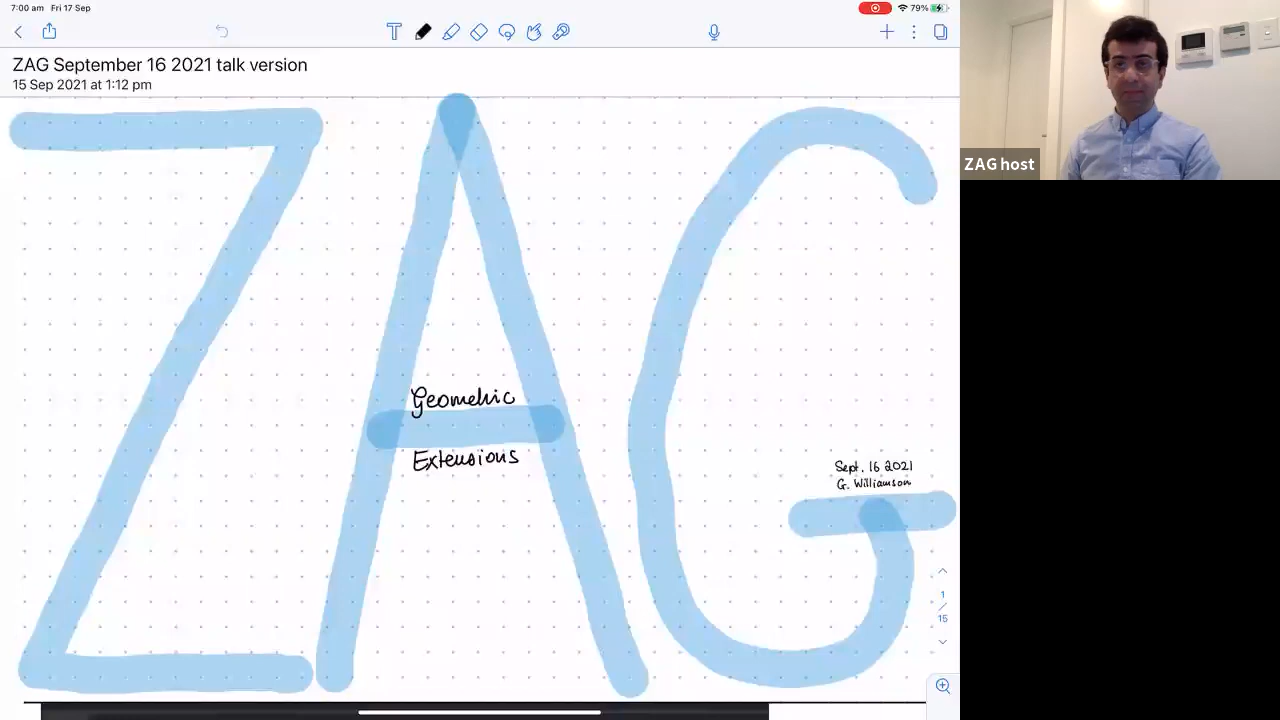 7:00 am Fri 17 Sep
79%
T
ZAG September 16 2021 talk version
15 Sep 2021 at 1:12 pm
ZAG
Geometric
Extensions
Sept. 16 2021
G. Williamson
1
/
15
ZAG host